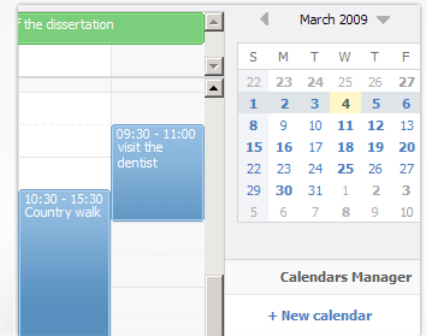 f the dissertation
09:30 - 11:00
visit the
dentist
10:30 - 15:30
Country walk
March 2009
S M T W T F
22 23 24 25 26 27
1 2 3 4 5 6
8 9 10 11 12 13
15 16 17 18 19 20
22 23 24 25 26 27
29 30 31 1 2 3
5 6 7 8 9 10
Calendars Manager
+ New calendar